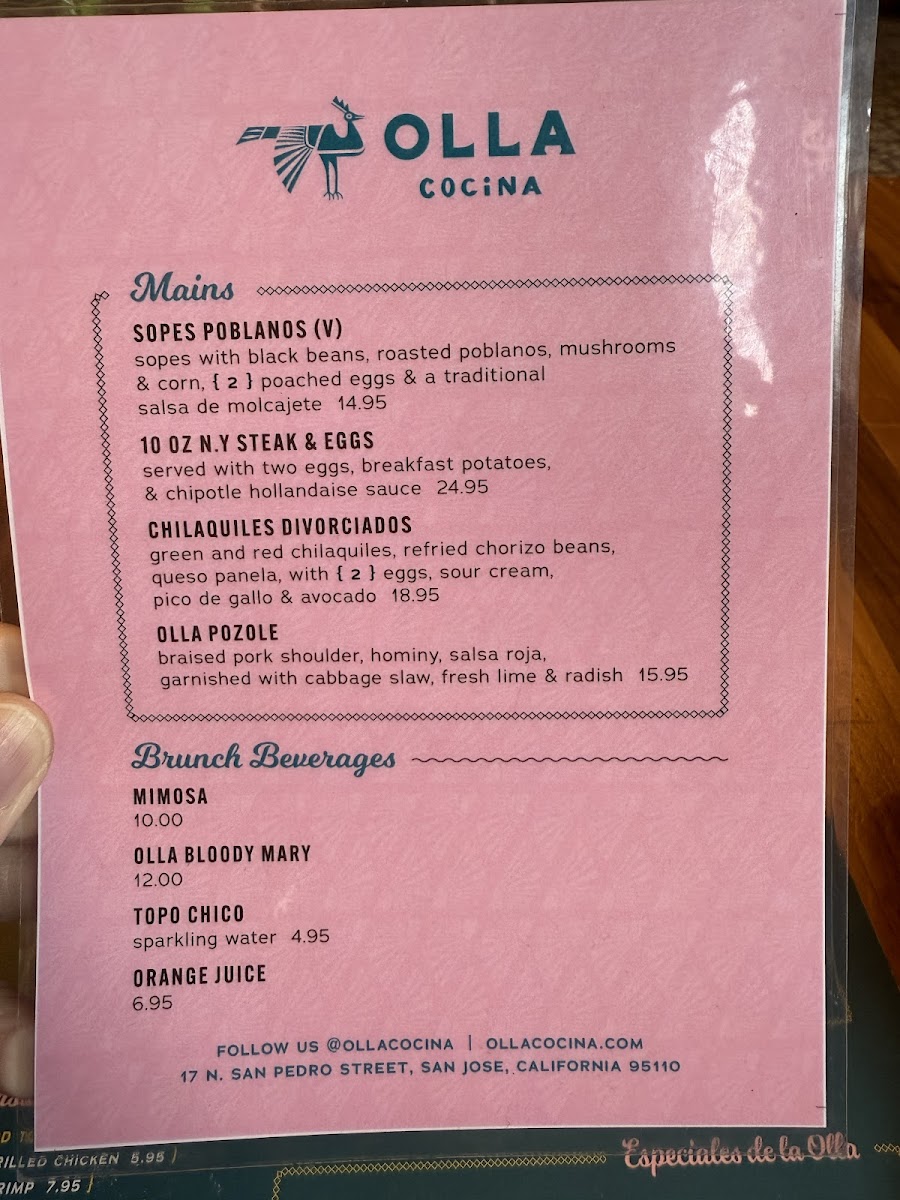 OLLA
COCiNA
Mains
SOPES POBLANOS (V)
sopes with black beans, roasted poblanos, mushrooms
& corn, { 2 } poached eggs & a traditional
salsa de molcajete 14.95
10 OZ N.Y STEAK & EGGS
served with two eggs, breakfast potatoes,
& chipotle hollandaise sauce 24.95
CHILAQUILES DIVORCIADOS
green and red chilaquiles, refried chorizo beans,
queso panela, with { 2 } eggs, sour cream,
pico de gallo & avocado 18.95
OLLA POZOLE
braised pork shoulder, hominy, salsa roja,
garnished with cabbage slaw, fresh lime & radish 15.95
Brunch Beverages
MIMOSA
10.00
OLLA BLOODY MARY
12.00
TOPO CHICO
sparkling water 4.95
ORANGE JUICE
6.95
FOLLOW US @OLLACOCINA | OLLACOCINA.COM
17 N. SAN PEDRO STREET, SAN JOSE, CALIFORNIA 95110
CHICKEN 5.95 ]
7.95 ]
Especiales de la Olla